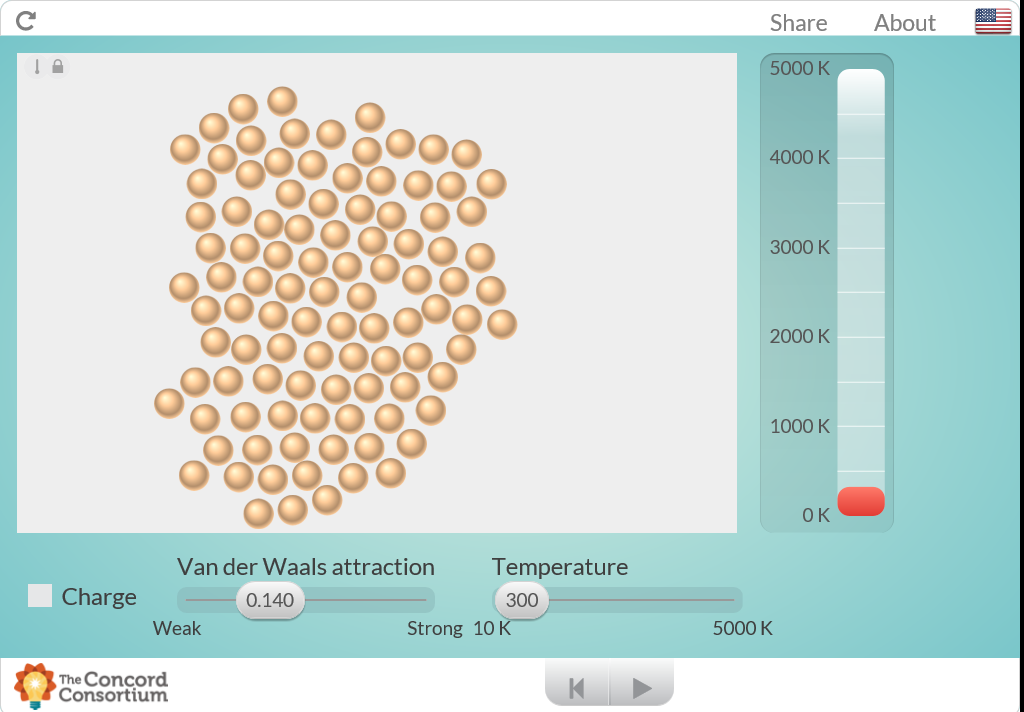 Share About
5000 K
4000 K
3000 K
2000 K
1000 K
0 K
Van der Waals attraction Temperature
Charge 0.140 300
Weak Strong 10 K 5000 K
The Concord
Consortium